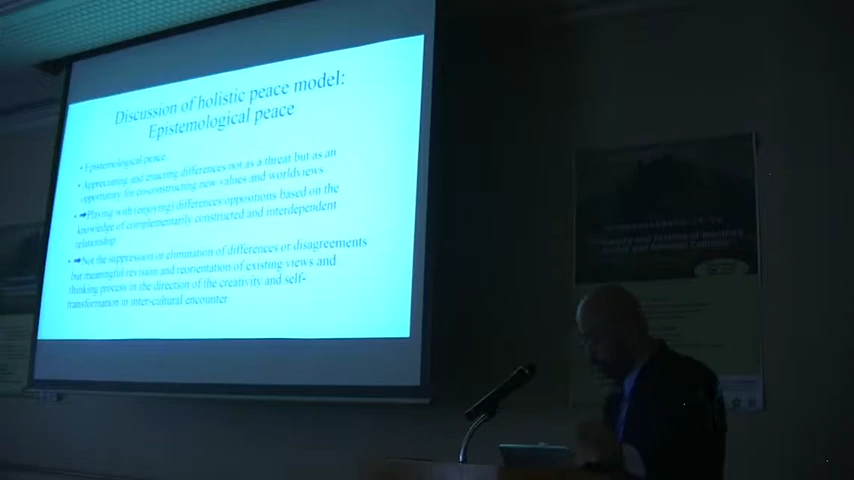 Discussion of holistic peace model:
Epistemological peace
• Epistemological peace
• Appreciating and enacting differences not as a threat but as an
opportunity for co-constructing new values and worldviews
• ➡Playing with (enjoying) differences oppositions based on the
knowledge of complementarily constructed and interdependent
relationship
• ➡Not the suppression or elimination of differences or disagreements
but meaningful revision and reorientation of existing views and
thinking process in the direction of the creativity and self-
transformation in inter-cultural encounter